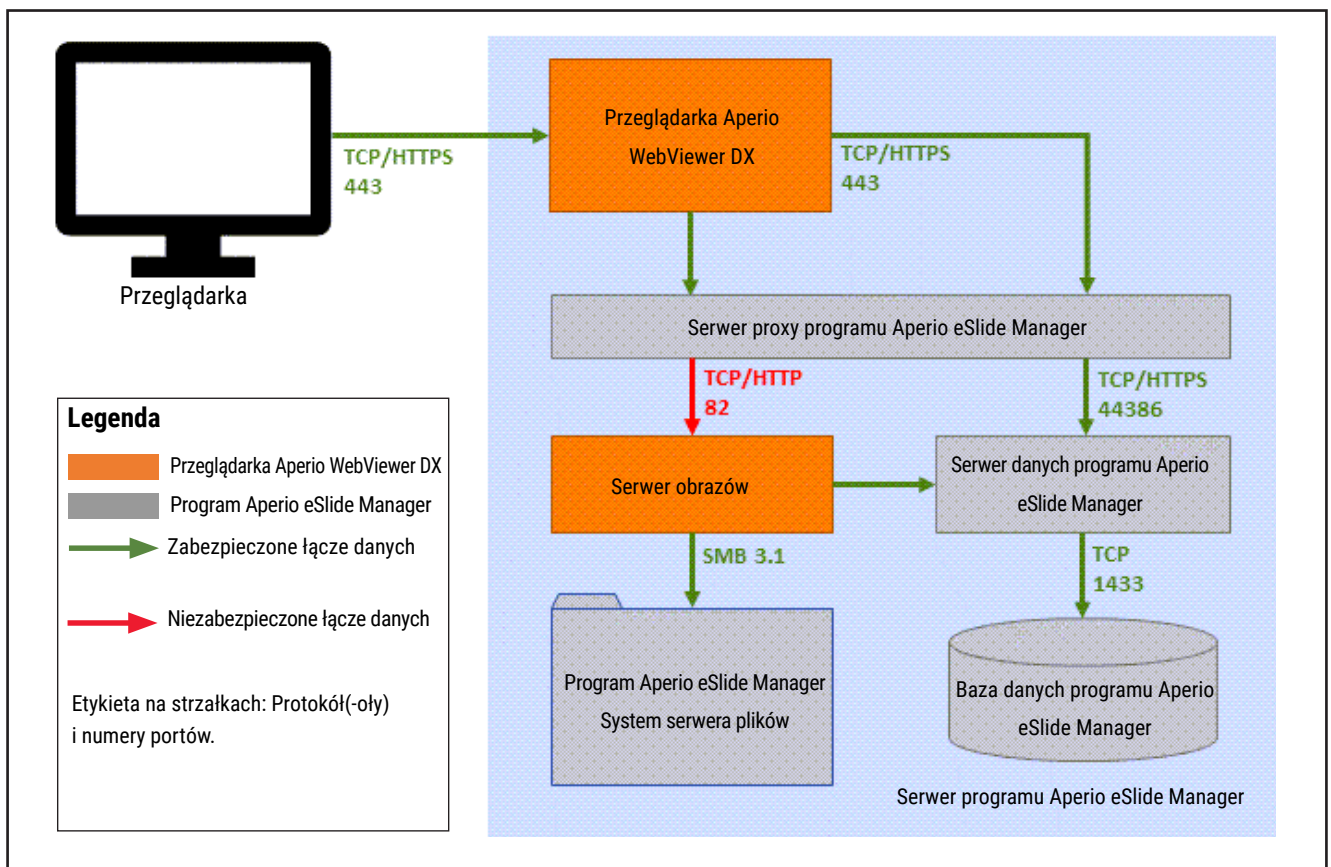 Przeglądarka
TCP/HTTPS
443
Przeglądarka Aperio
WebViewer DX
TCP/HTTPS
443
Serwer proxy programu Aperio eSlide Manager
TCP/HTTP
82
TCP/HTTPS
44386
Serwer obrazów
Serwer danych programu Aperio
eSlide Manager
SMB 3.1
TCP
1433
Program Aperio eSlide Manager
System serwera plików
Baza danych programu Aperio
eSlide Manager
Serwer programu Aperio eSlide Manager
Legenda
Przeglądarka Aperio WebViewer DX
Program Aperio eSlide Manager
Zabezpieczone łącze danych
Niezabezpieczone łącze danych
Etykieta na strzałkach: Protokół(-oły)
i numery portów.